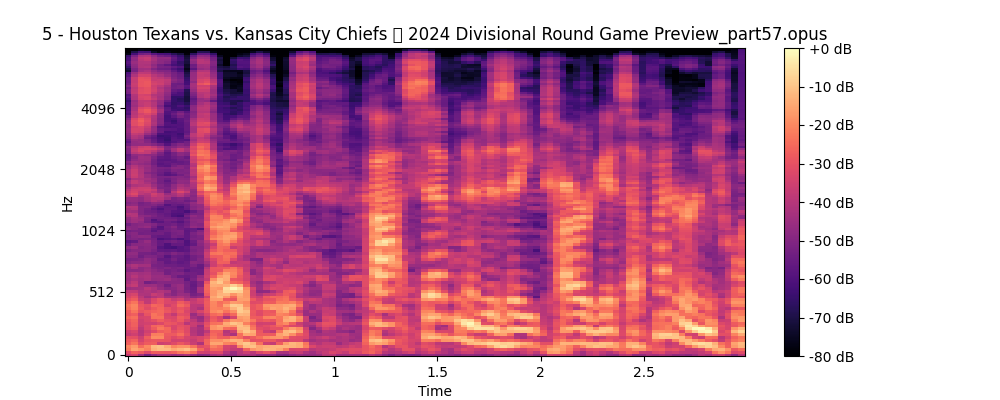 5 - Houston Texans vs. Kansas City Chiefs ▯ 2024 Divisional Round Game Preview_part57.opus
Hz
4096
2048
1024
512
0
0 0.5 1 1.5 2 2.5
Time
+0 dB
-10 dB
-20 dB
-30 dB
-40 dB
-50 dB
-60 dB
-70 dB
-80 dB